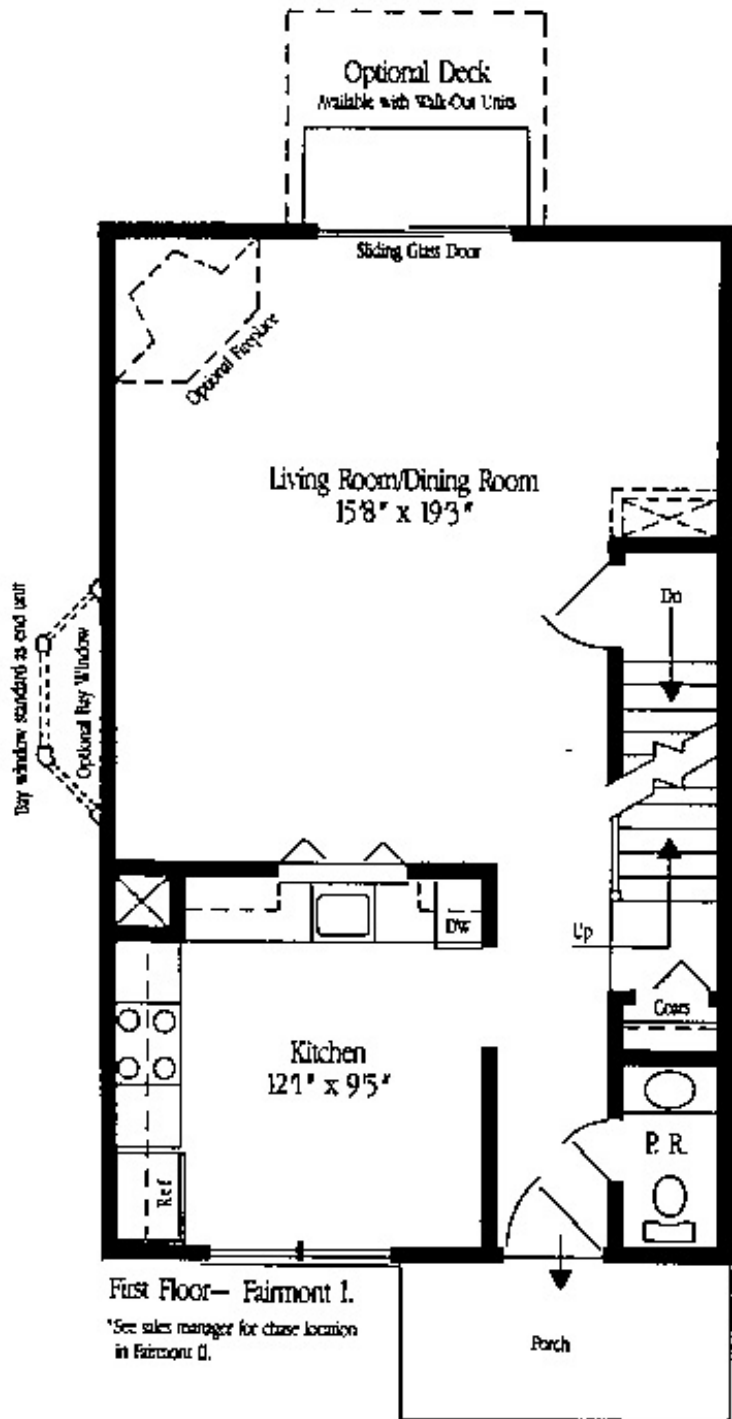 Optional Deck
Available with Walk-Out Units
Sliding Glass Door
Optional Fireplace
Living Room/Dining Room
15'8" x 19'3"
Bay window standard as end unit
Optional Bay Window
Dn
DW
Up
Coats
Kitchen
12'1" x 9'5"
P. R.
Ref
First Floor— Fairmont I.
*See sales manager for chase location
in Fairmont II.
Porch